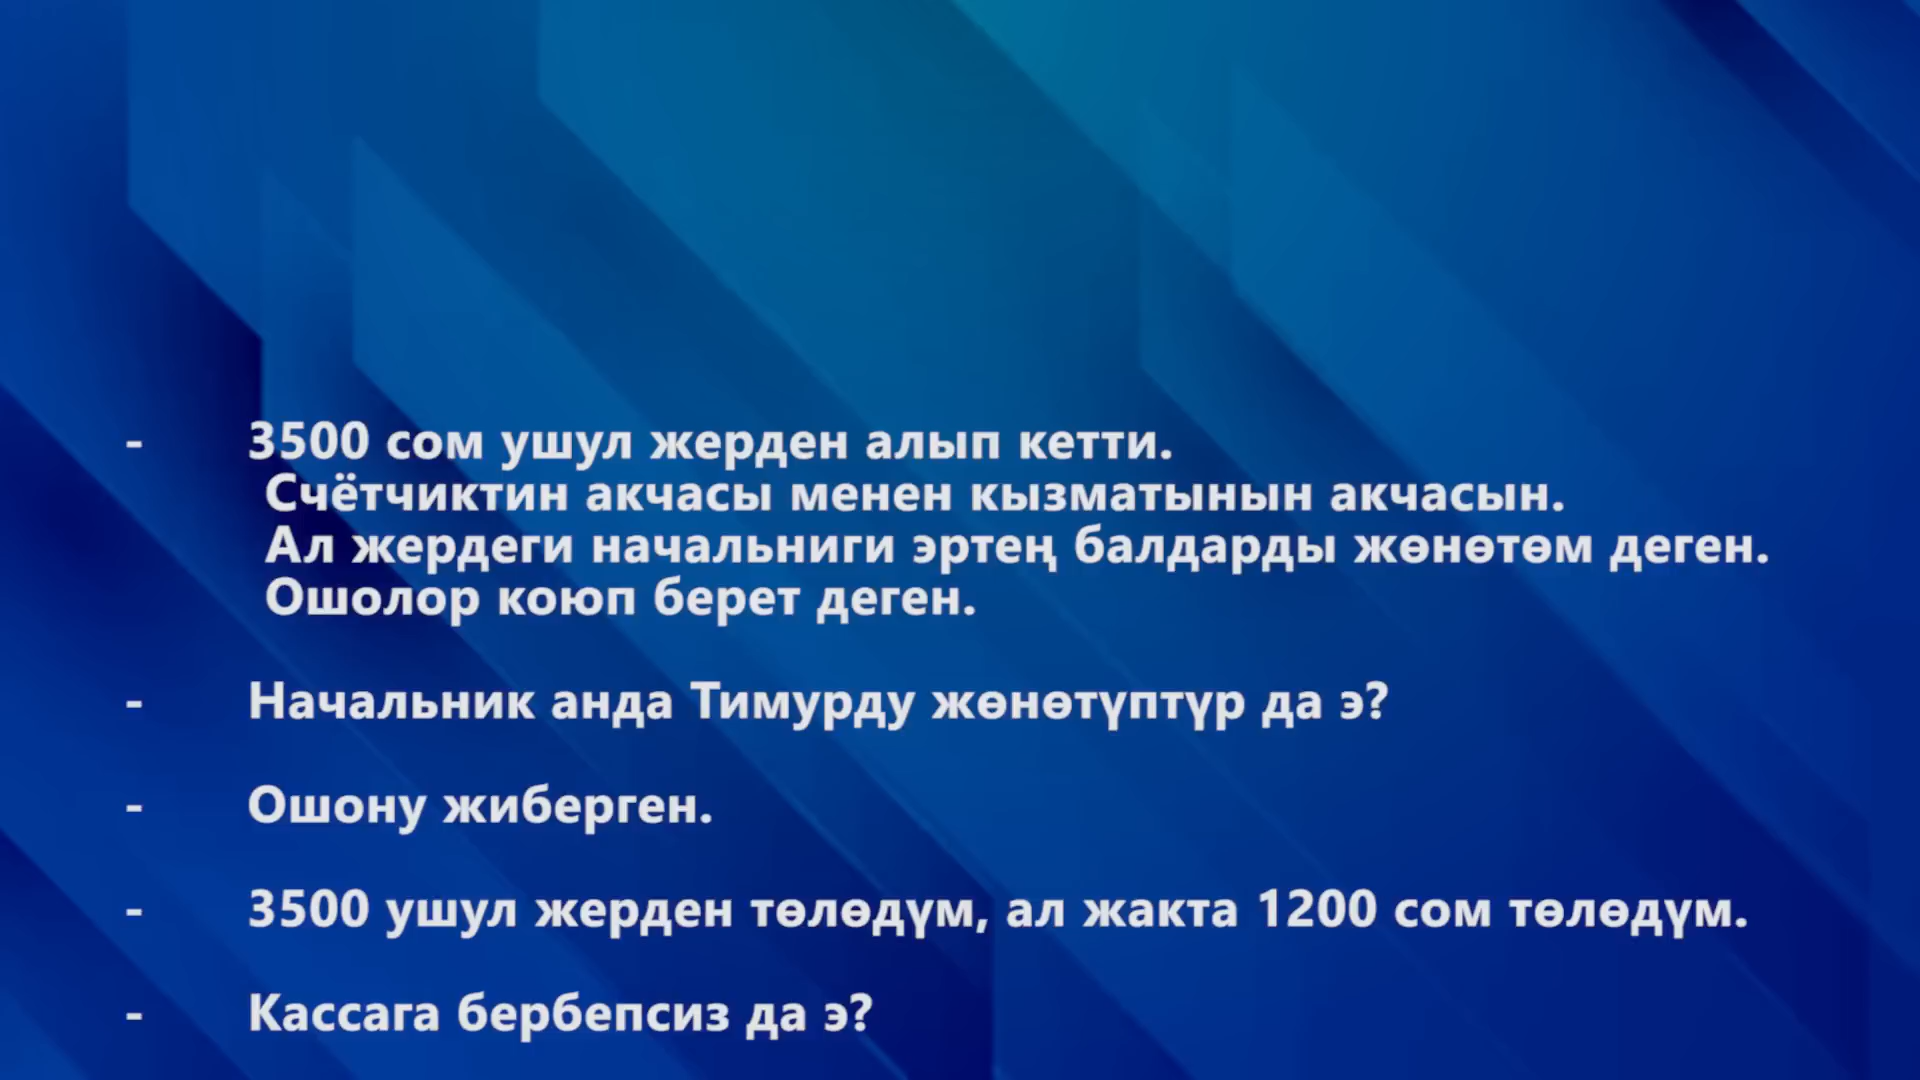 - 3500 сом ушул жерден алып кетти.
Счётчиктин акчасы менен кызматынын акчасын.
Ал жердеги начальниги эртең балдарды жөнөтөм деген.
Ошолор коюп берет деген.
- Начальник анда Тимурду жөнөтүптүр да э?
- Ошону жиберген.
- 3500 ушул жерден төлөдүм, ал жакта 1200 сом төлөдүм.
- Кассага бербепсиз да э?